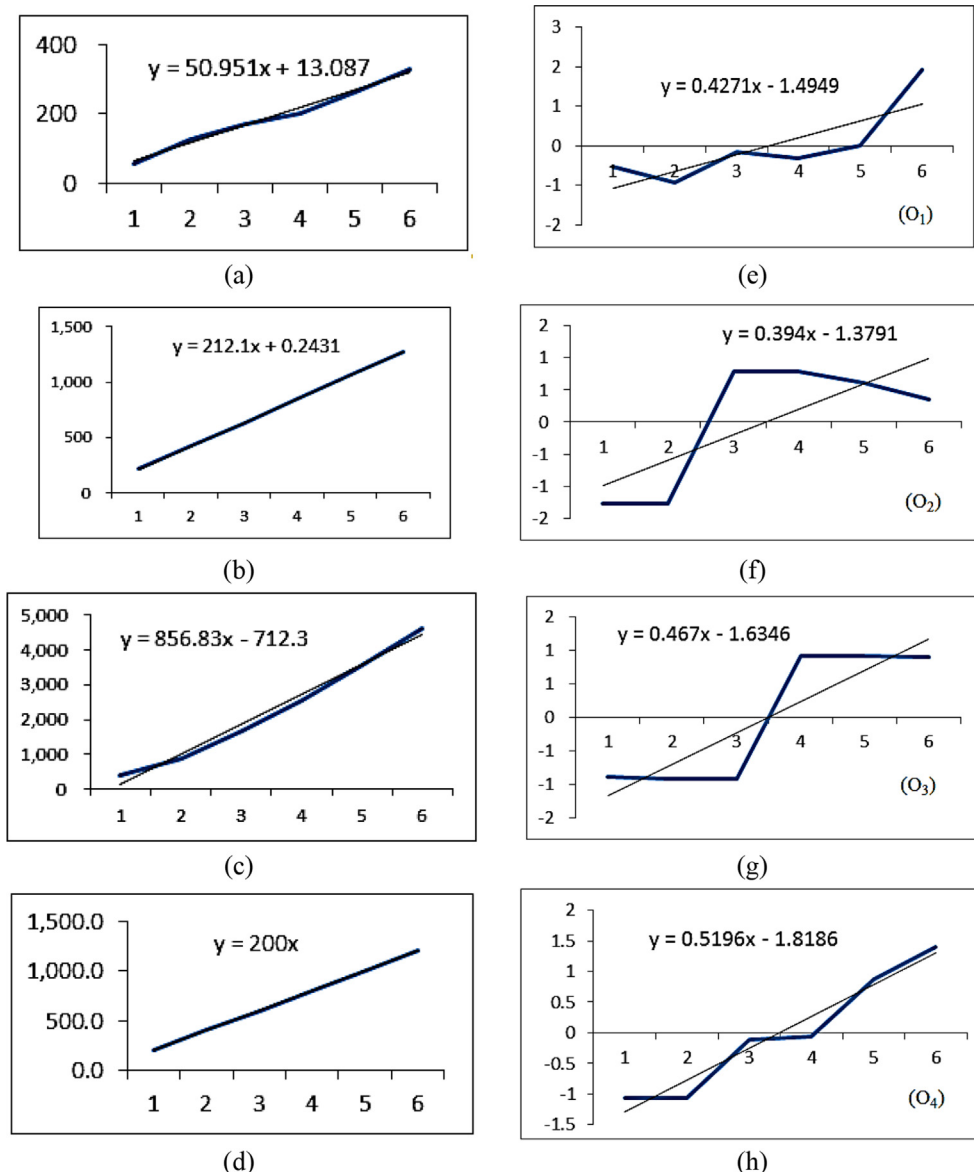 400
200
0
y = 50.951x + 13.087
1 2 3 4 5 6
(a)
3
2
1
0
-1
-2
y = 0.4271x - 1.4949
1 2 3 4 5 6
(O1)
(e)
1,500
1,000
500
0
y = 212.1x + 0.2431
1 2 3 4 5 6
(b)
2
1
1
0
-1
-1
-2
y = 0.394x - 1.3791
1 2 3 4 5 6
(O2)
(f)
5,000
4,000
3,000
2,000
1,000
0
y = 856.83x - 712.3
1 2 3 4 5 6
(c)
2
1
1
0
-1
-1
-2
y = 0.467x - 1.6346
1 2 3 4 5 6
(O3)
(g)
1,500.0
1,000.0
500.0
0.0
y = 200x
1 2 3 4 5 6
(d)
2
1.5
1
0.5
0
-0.5
-1
-1.5
y = 0.5196x - 1.8186
1 2 3 4 5 6
(O4)
(h)